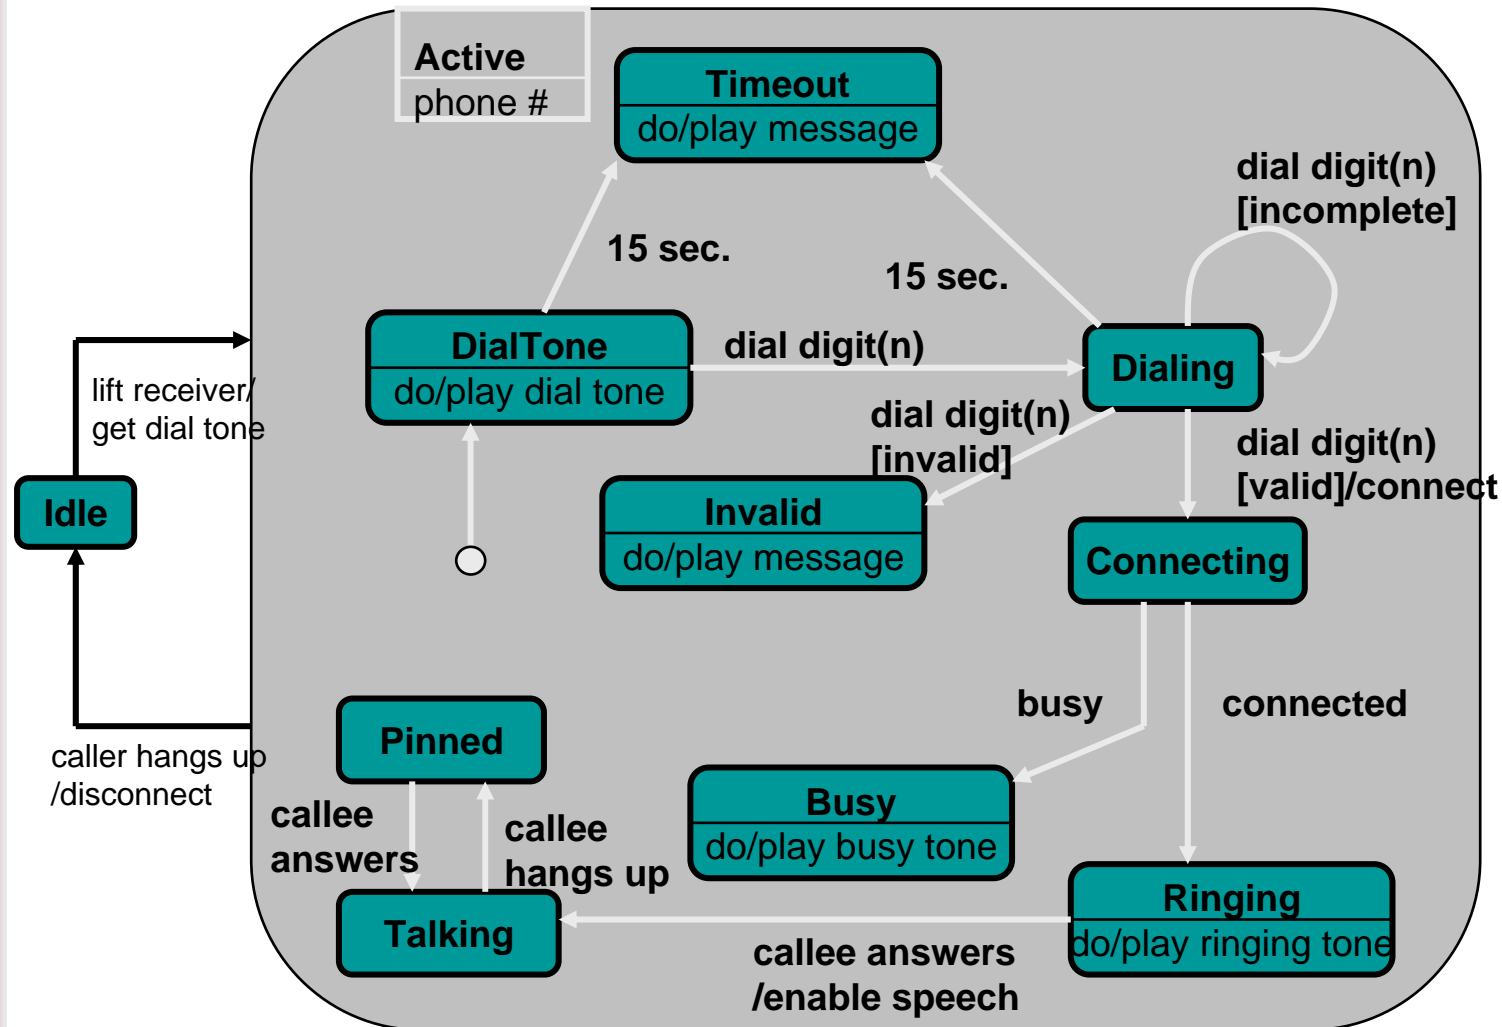 Active
phone #
Timeout
do/play message
dial digit(n)
[incomplete]
15 sec.
15 sec.
DialTone
do/play dial tone
dial digit(n)
Dialing
lift receiver/
get dial tone
dial digit(n)
[invalid]
dial digit(n)
[valid]/connect
Idle
Invalid
do/play message
Connecting
busy
connected
Pinned
caller hangs up
/disconnect
callee
answers
callee
hangs up
Busy
do/play busy tone
Talking
Ringing
do/play ringing tone
callee answers
/enable speech